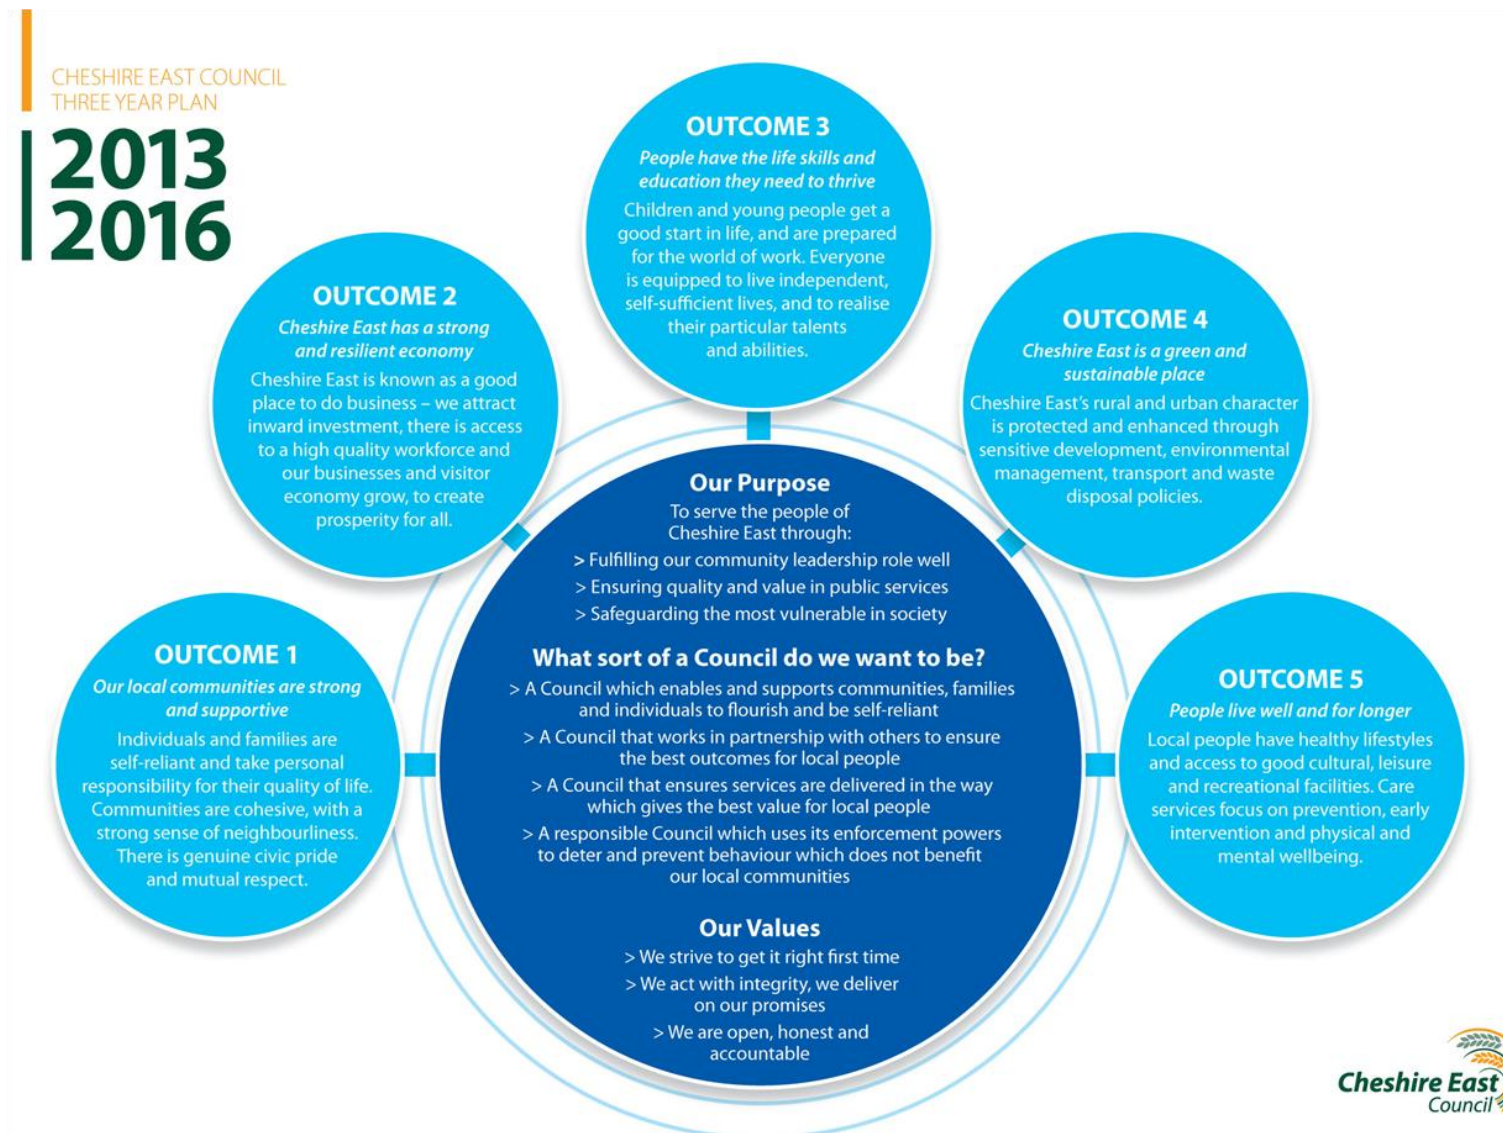 CHESHIRE EAST COUNCIL
THREE YEAR PLAN
2013
2016
OUTCOME 1
Our local communities are strong
and supportive
Individuals and families are
self-reliant and take personal
responsibility for their quality of life.
Communities are cohesive, with a
strong sense of neighbourliness.
There is genuine civic pride
and mutual respect.
OUTCOME 2
Cheshire East has a strong
and resilient economy
Cheshire East is known as a good
place to do business – we attract
inward investment, there is access
to a high quality workforce and
our businesses and visitor
economy grow, to create
prosperity for all.
OUTCOME 3
People have the life skills and
education they need to thrive
Children and young people get a
good start in life, and are prepared
for the world of work. Everyone
is equipped to live independent,
self-sufficient lives, and to realise
their particular talents
and abilities.
OUTCOME 4
Cheshire East is a green and
sustainable place
Cheshire East's rural and urban character
is protected and enhanced through
sensitive development, environmental
management, transport and waste
disposal policies.
OUTCOME 5
People live well and for longer
Local people have healthy lifestyles
and access to good cultural, leisure
and recreational facilities. Care
services focus on prevention, early
intervention and physical and
mental wellbeing.
Our Purpose
To serve the people of
Cheshire East through:
> Fulfilling our community leadership role well
> Ensuring quality and value in public services
> Safeguarding the most vulnerable in society
What sort of a Council do we want to be?
> A Council which enables and supports communities, families
and individuals to flourish and be self-reliant
> A Council that works in partnership with others to ensure
the best outcomes for local people
> A Council that ensures services are delivered in the way
which gives the best value for local people
> A responsible Council which uses its enforcement powers
to deter and prevent behaviour which does not benefit
our local communities
Our Values
> We strive to get it right first time
> We act with integrity, we deliver
on our promises
> We are open, honest and
accountable
Cheshire East
Council